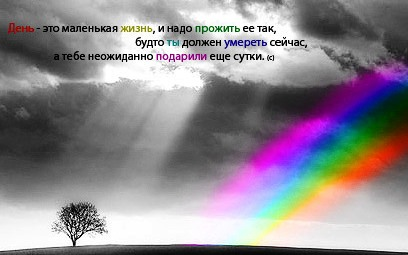 День - это маленькая жизнь, и надо прожить ее так,
будто ты должен умереть сейчас,
а тебе неожиданно подарили еще сутки. (с)